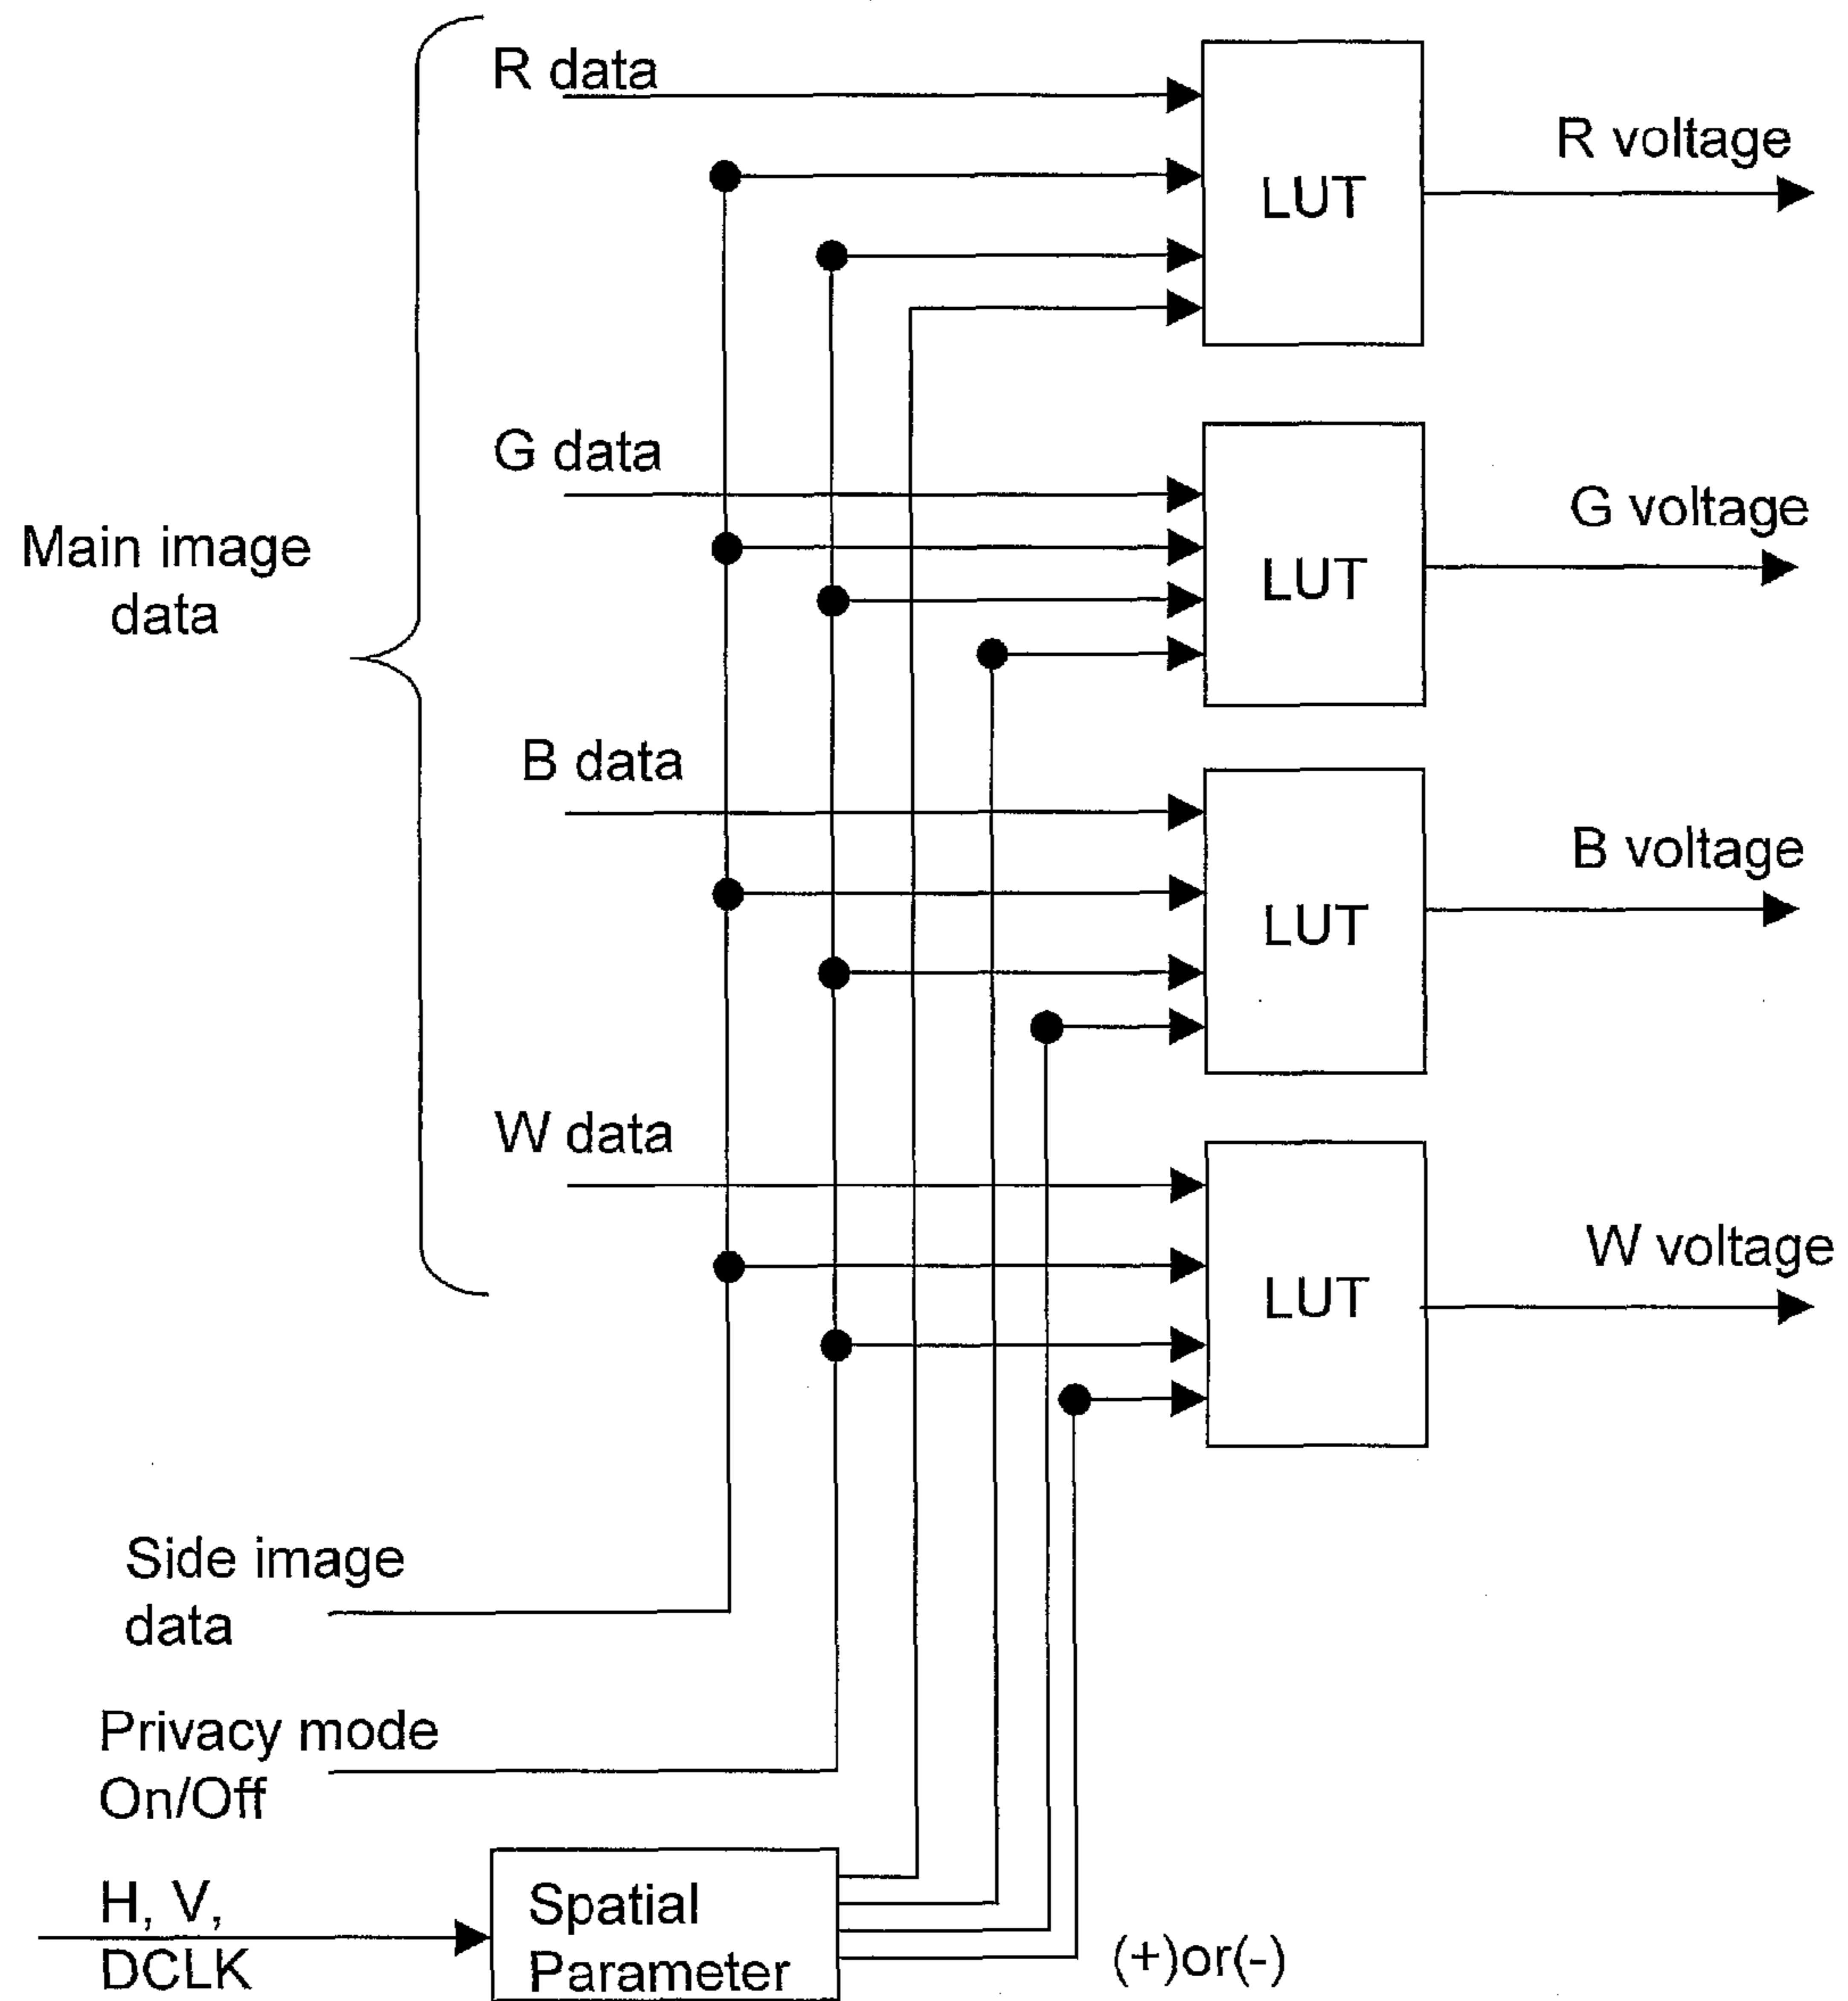 R data
LUT
R voltage
G data
LUT
G voltage
Main image
data
B data
LUT
B voltage
W data
LUT
W voltage
Side image
data
Privacy mode
On/Off
H, V,
DCLK
Spatial
Parameter
(+)or(-)